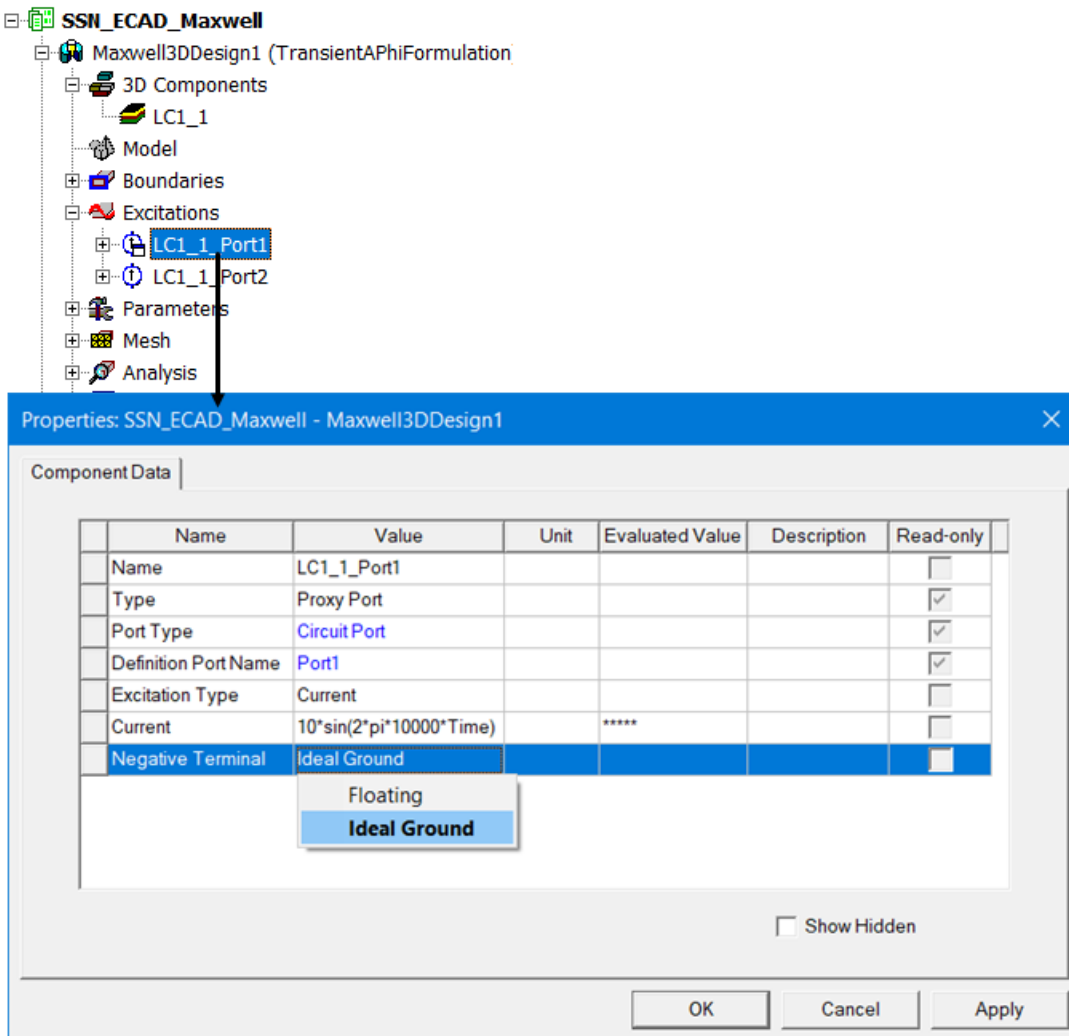 SSN_ECAD_Maxwell
Maxwell3DDesign1 (TransientAPhiFormulation
3D Components
LC1_1
Model
Boundaries
Excitations
LC1_1_Port1
LC1_1_Port2
Parameters
Mesh
Analysis
Properties: SSN_ECAD_Maxwell - Maxwell3DDesign1
Component Data
Name Value Unit Evaluated Value Description Read-only
Name LC1_1_Port1
Type Proxy Port
Port Type Circuit Port
Definition Port Name Port1
Excitation Type Current
Current 10*sin(2*pi*10000*Time) *****
Negative Terminal Ideal Ground
Floating
Ideal Ground
Show Hidden
OK Cancel Apply